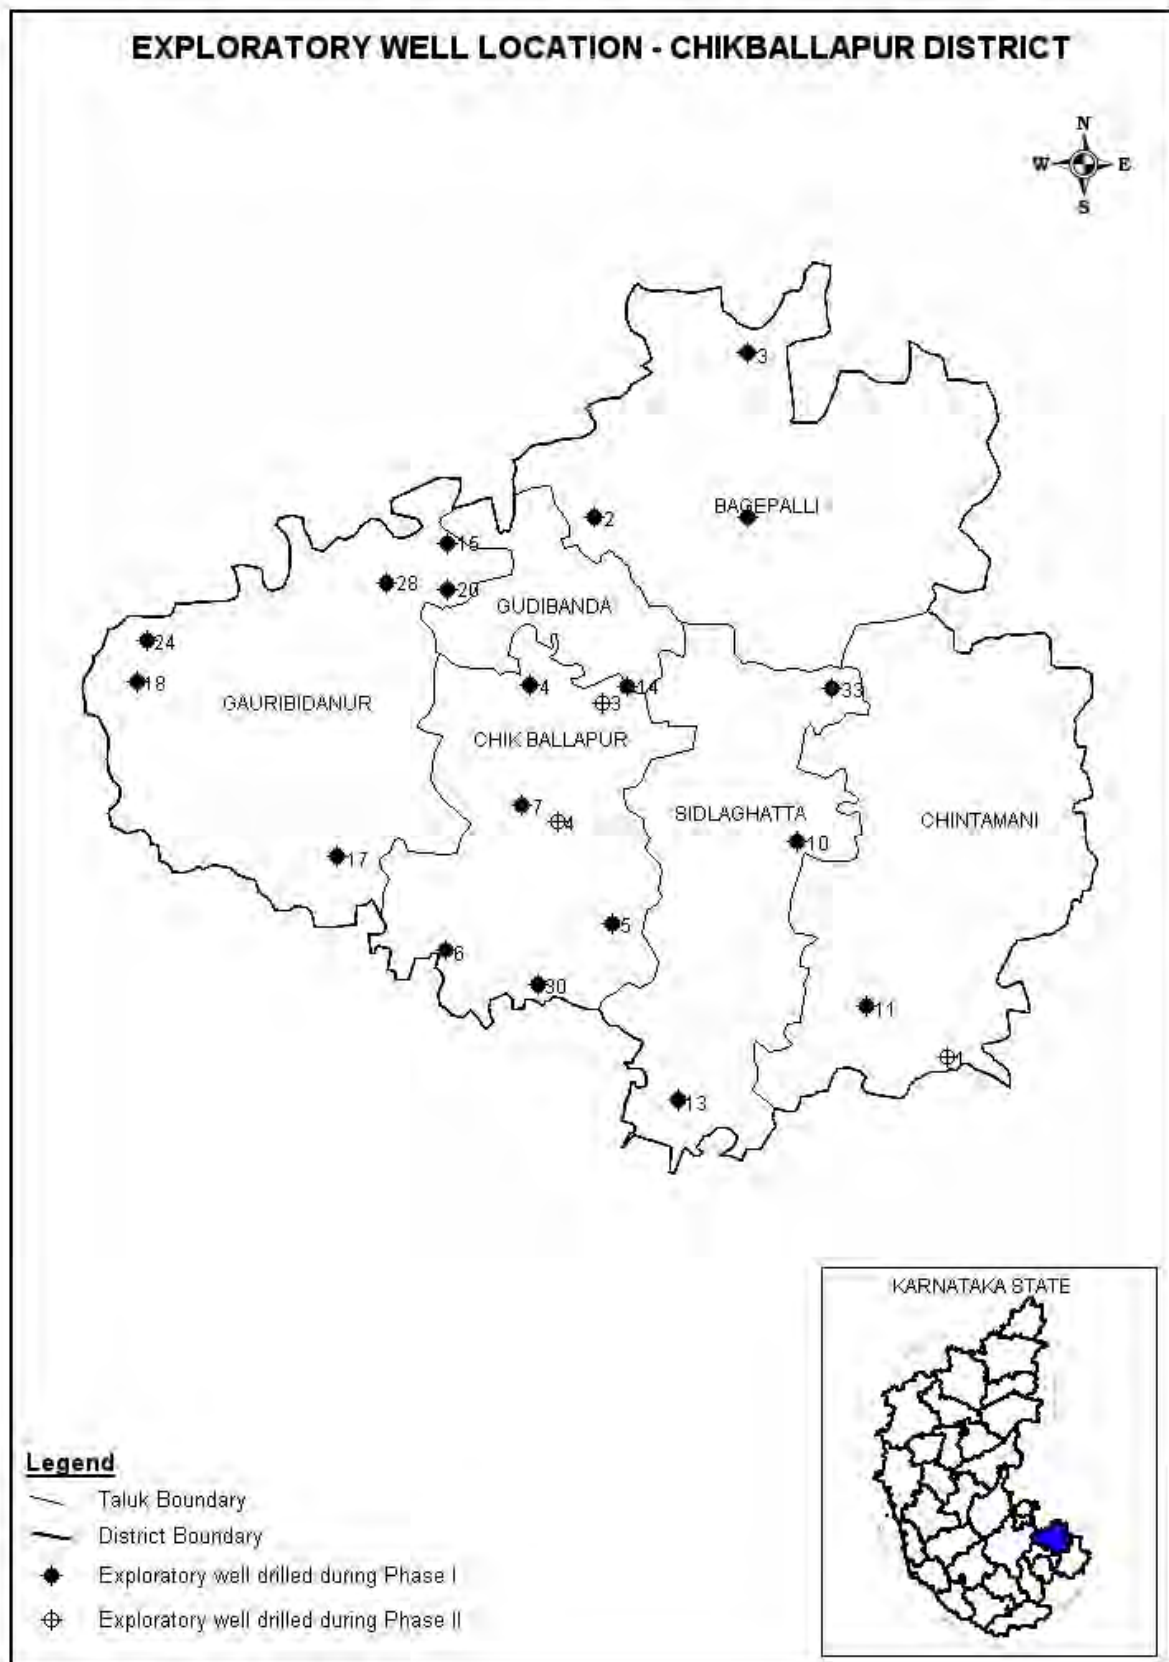 EXPLORATORY WELL LOCATION - CHIKBALLAPUR DISTRICT
N
W E
S
3
BAGEPALLI
2
15
28 20
GUDIBANDA
24
18
4 14 33
GAURIBIDANUR 3
CHIK BALLAPUR
7 4
SIDLAGHATTA CHINTAMANI
10
17
5
6
30
11
1
13
KARNATAKA STATE
Legend
Taluk Boundary
District Boundary
Exploratory well drilled during Phase I
Exploratory well drilled during Phase II